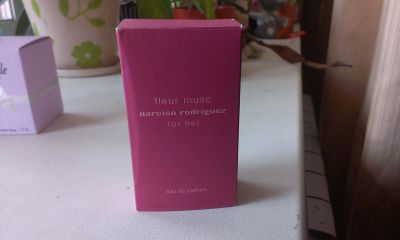 fleur musc
narciso rodriguez
for her
eau de parfum